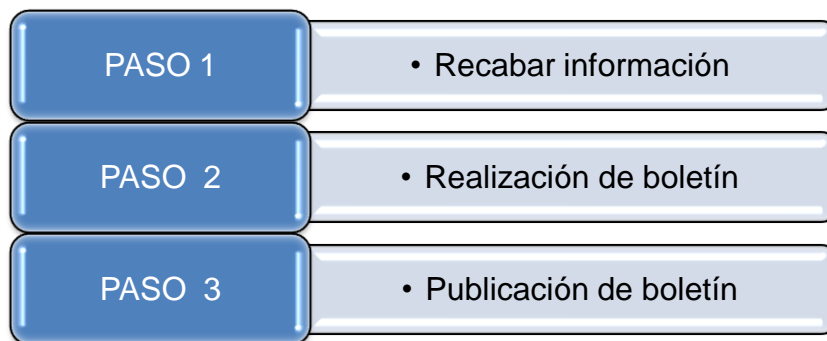 PASO 1
• Recabar información
PASO 2
• Realización de boletín
PASO 3
• Publicación de boletín